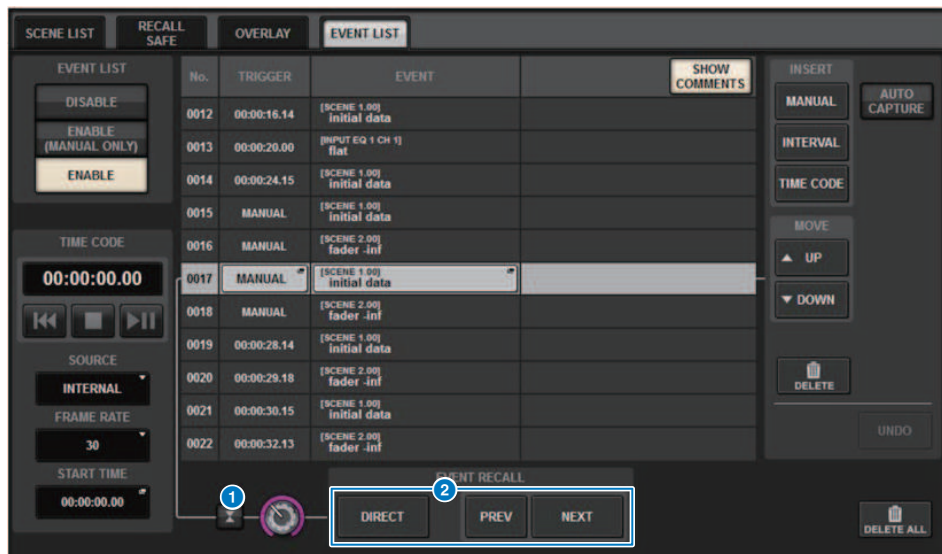 SCENE LIST
RECALL SAFE
OVERLAY
EVENT LIST
EVENT LIST
DISABLE
ENABLE (MANUAL ONLY)
ENABLE
TIME CODE
00:00:00.00
SOURCE
INTERNAL
FRAME RATE
30
START TIME
00:00:00.00
No. TRIGGER EVENT SHOW COMMENTS
0012 00:00:16.14 [SCENE 1.00] initial data
0013 00:00:20.00 [INPUT EQ 1 CH 1] flat
0014 00:00:24.15 [SCENE 1.00] initial data
0015 MANUAL [SCENE 1.00] initial data
0016 MANUAL [SCENE 2.00] fader -inf
0017 MANUAL [SCENE 1.00] initial data
0018 MANUAL [SCENE 2.00] fader -inf
0019 00:00:28.14 [SCENE 1.00] initial data
0020 00:00:29.18 [SCENE 2.00] fader -inf
0021 00:00:30.15 [SCENE 1.00] initial data
0022 00:00:32.13 [SCENE 2.00] fader -inf
EVENT RECALL
1
2
DIRECT
PREV
NEXT
INSERT
MANUAL
AUTO CAPTURE
INTERVAL
TIME CODE
MOVE
UP
DOWN
DELETE
UNDO
DELETE ALL